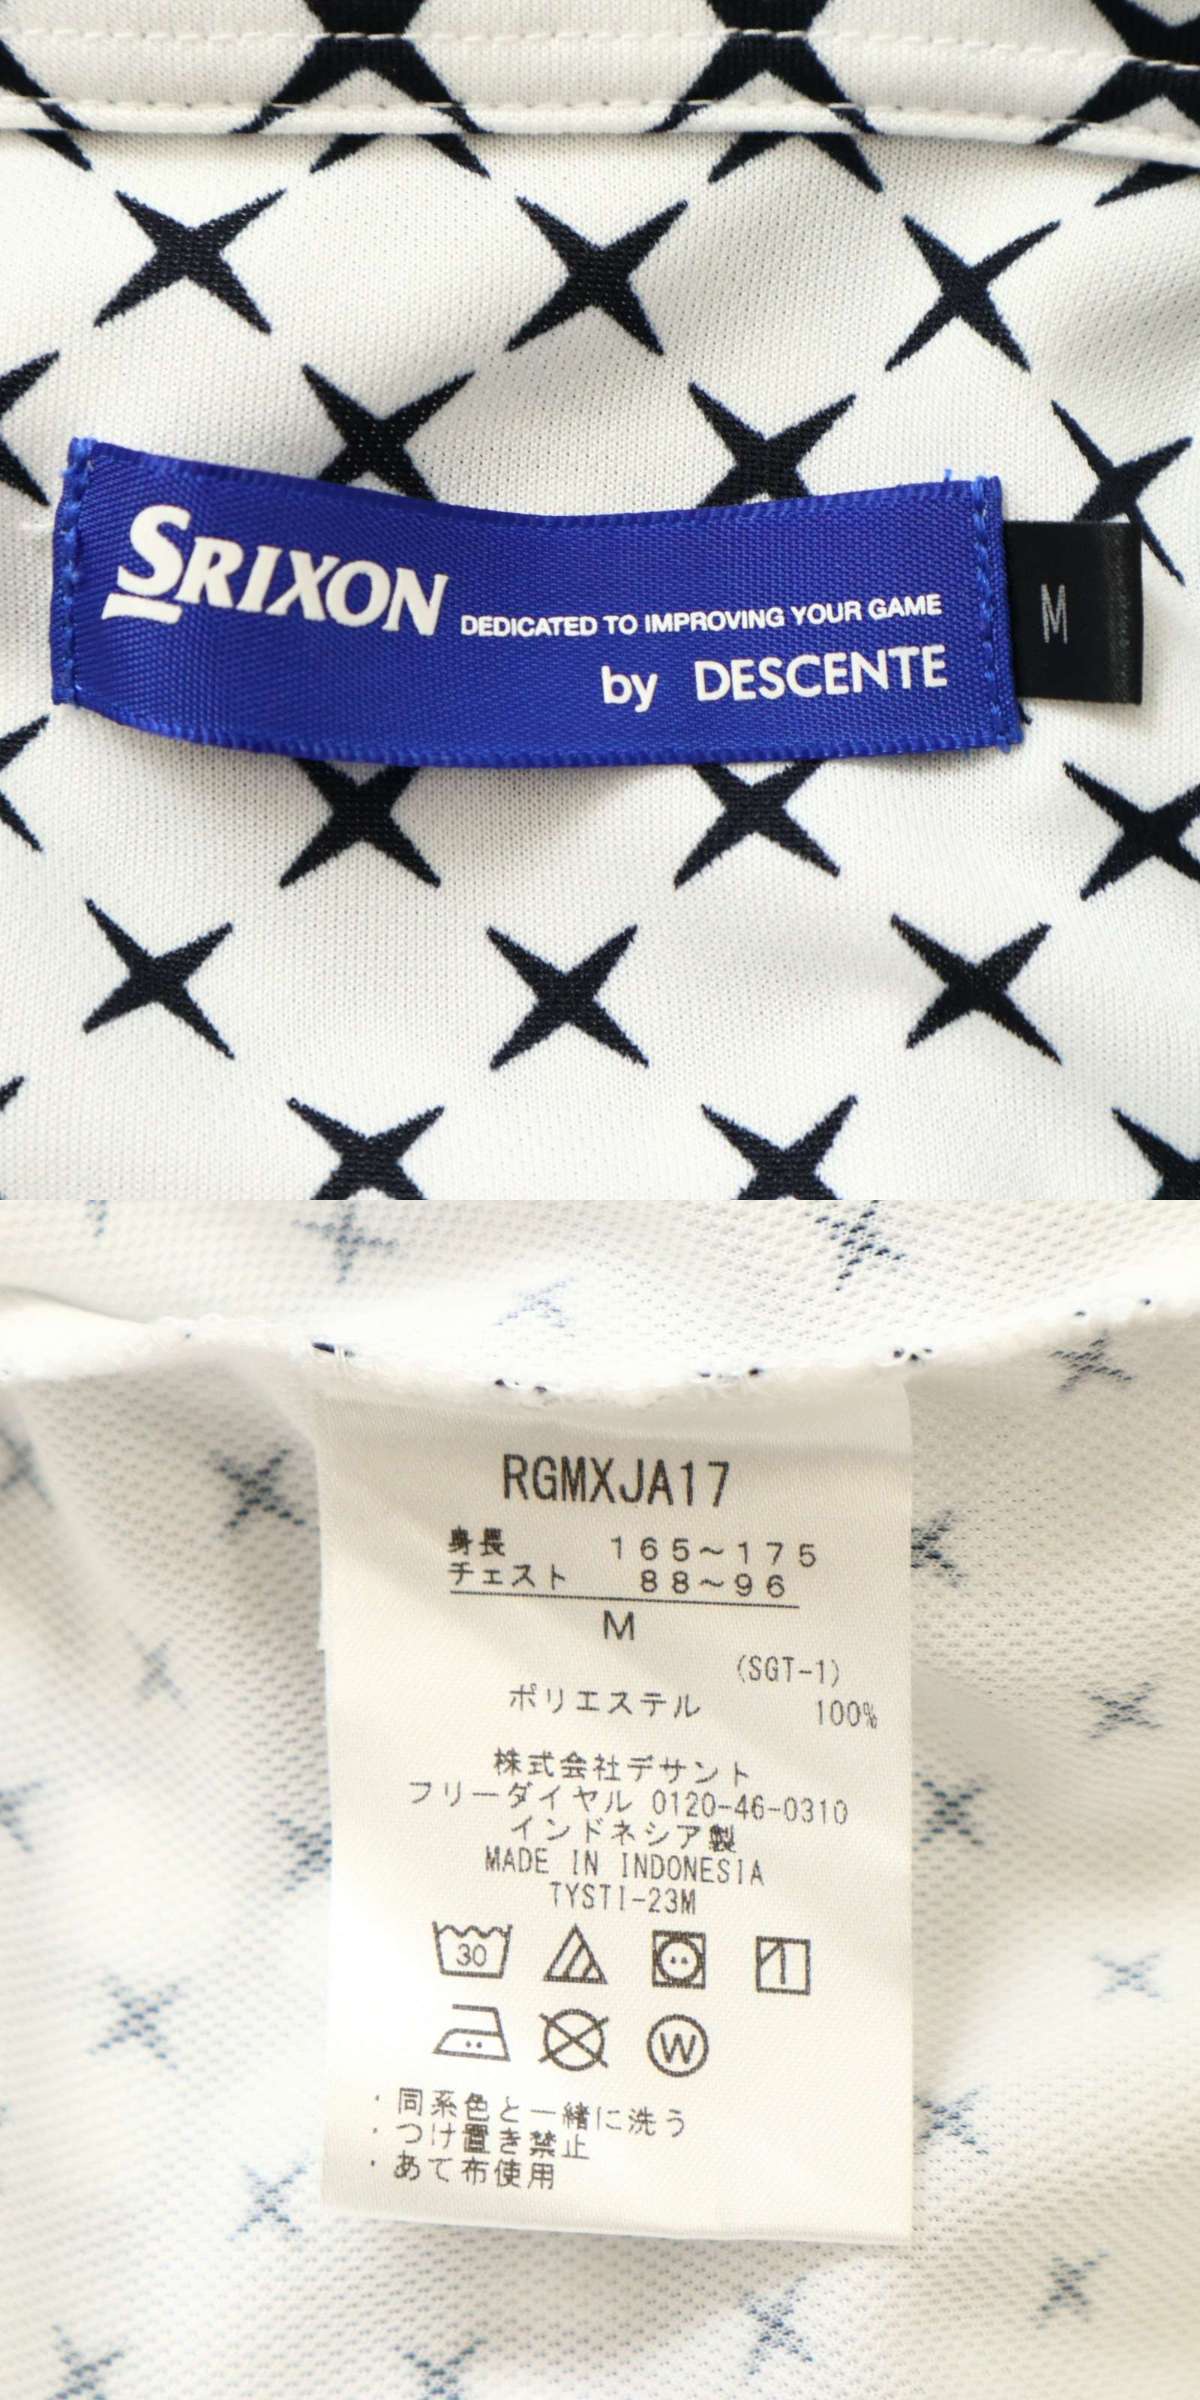 SRIXON DEDICATED TO IMPROVING YOUR GAME
by DESCENTE
M
RGMXJA17
身長 165~175
チェスト 88~96
M
(SGT-1)
ポリエステル 100%
株式会社デサント
フリーダイヤル 0120-46-0310
インドネシア製
MADE IN INDONESIA
TYSTI-23M
30
W
・同系色と一緒に洗う
・つけ置き禁止
・あて布使用